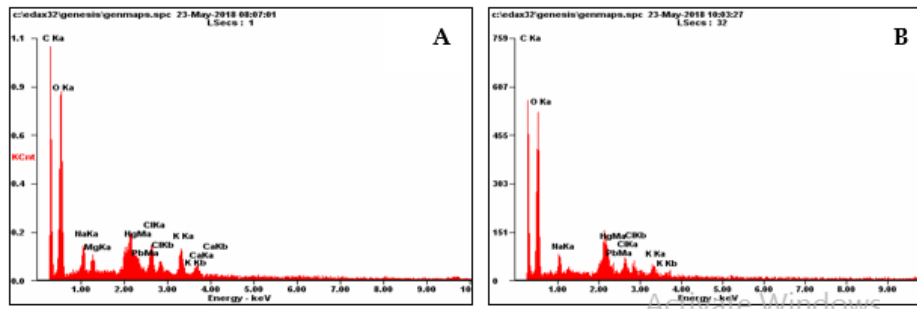 c:\edax32\genesis\genmaps.spc 23-May-2018 08:07:01
LSecs : 1
A
C Ka
1.1
O Ka
0.9
0.6
KCnt
0.4
ClKa
HgMa
K Ka
0.2
NaKa
ClKb
CaKb
MgKa
PbMa
CaKa
K Kb
0.0
1.00 2.00 3.00 4.00 5.00 6.00 7.00 8.00 9.00 10
Energy - keV
c:\edax32\genesis\genmaps.spc 23-May-2018 10:03:27
LSecs : 32
B
759
C Ka
607
O Ka
455
303
151
HgMa
ClKb
NaKa
ClKa
PbMa
K Ka
K Kb
0
1.00 2.00 3.00 4.00 5.00 6.00 7.00 8.00 9.00
Energy - keV
Activate Windows